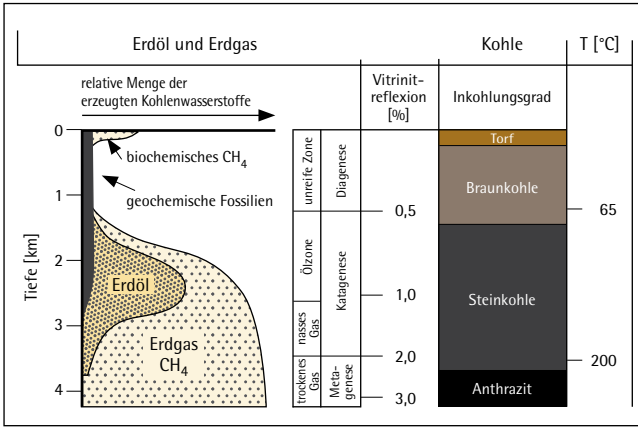 Erdöl und Erdgas
Kohle
T [°C]
relative Menge der
erzeugten Kohlenwasserstoffe
Vitrinit-
reflexion
[%]
Inkohlungsgrad
Tiefe [km]
0
1
2
3
4
biochemisches CH₄
geochemische Fossilien
Erdöl
Erdgas
CH₄
unreife Zone
Ölzone
nasses
Gas
trockenes
Gas
Diagenese
Katagenese
Meta-
genese
0,5
1,0
2,0
3,0
Torf
Braunkohle
Steinkohle
Anthrazit
65
200